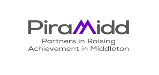 PiraMidd
Partners in Raising
Achievement in Middleton